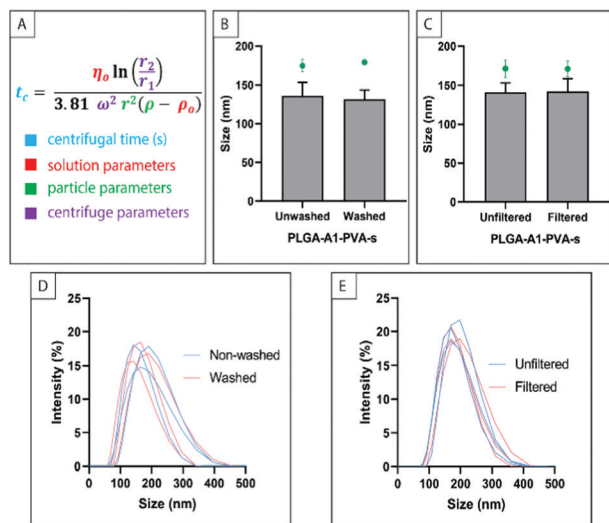 A
t_c = η_o ln(r_2/r_1) / 3.81 ω² r²(ρ − ρ_o)
centrifugal time (s)
solution parameters
particle parameters
centrifuge parameters
B
Size (nm)
200
150
100
50
0
Unwashed Washed
PLGA-A1-PVA-s
C
Size (nm)
200
150
100
50
0
Unfiltered Filtered
PLGA-A1-PVA-s
D
Intensity (%)
25
20
15
10
5
0
Non-washed
Washed
0 100 200 300 400 500
Size (nm)
E
Intensity (%)
25
20
15
10
5
0
Unfiltered
Filtered
0 100 200 300 400 500
Size (nm)